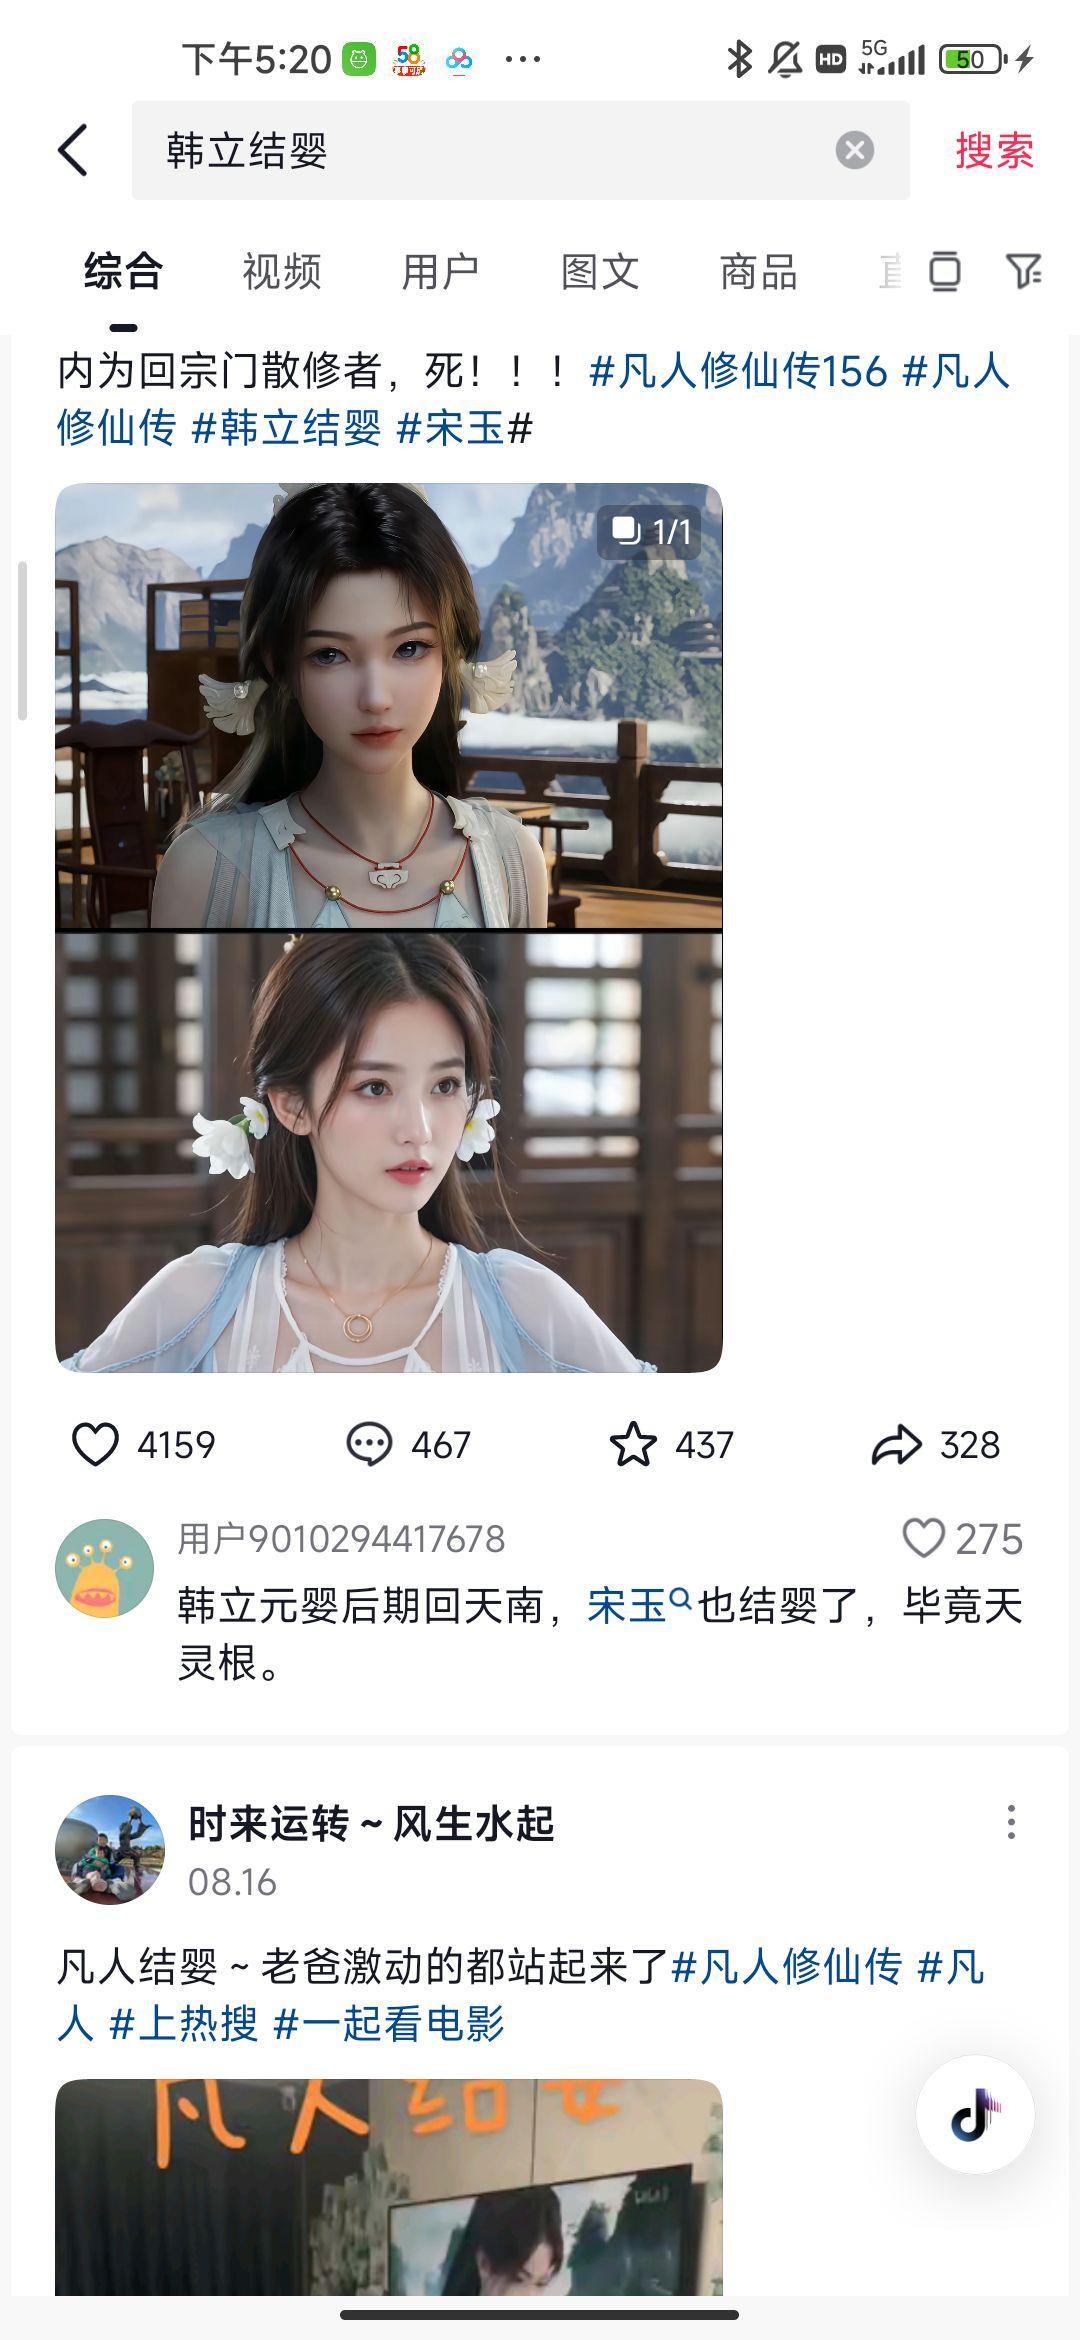 下午5:20 58 ··· HD 5G 50
韩立结婴 搜索
综合 视频 用户 图文 商品 直
内为回宗门散修者，死！！！#凡人修仙传156 #凡人
修仙传 #韩立结婴 #宋玉#
1/1
4159 467 437 328
用户9010294417678 275
韩立元婴后期回天南，宋玉也结婴了，毕竟天
灵根。
时来运转～风生水起
08.16
凡人结婴～老爸激动的都站起来了#凡人修仙传 #凡
人 #上热搜 #一起看电影
凡人结婴